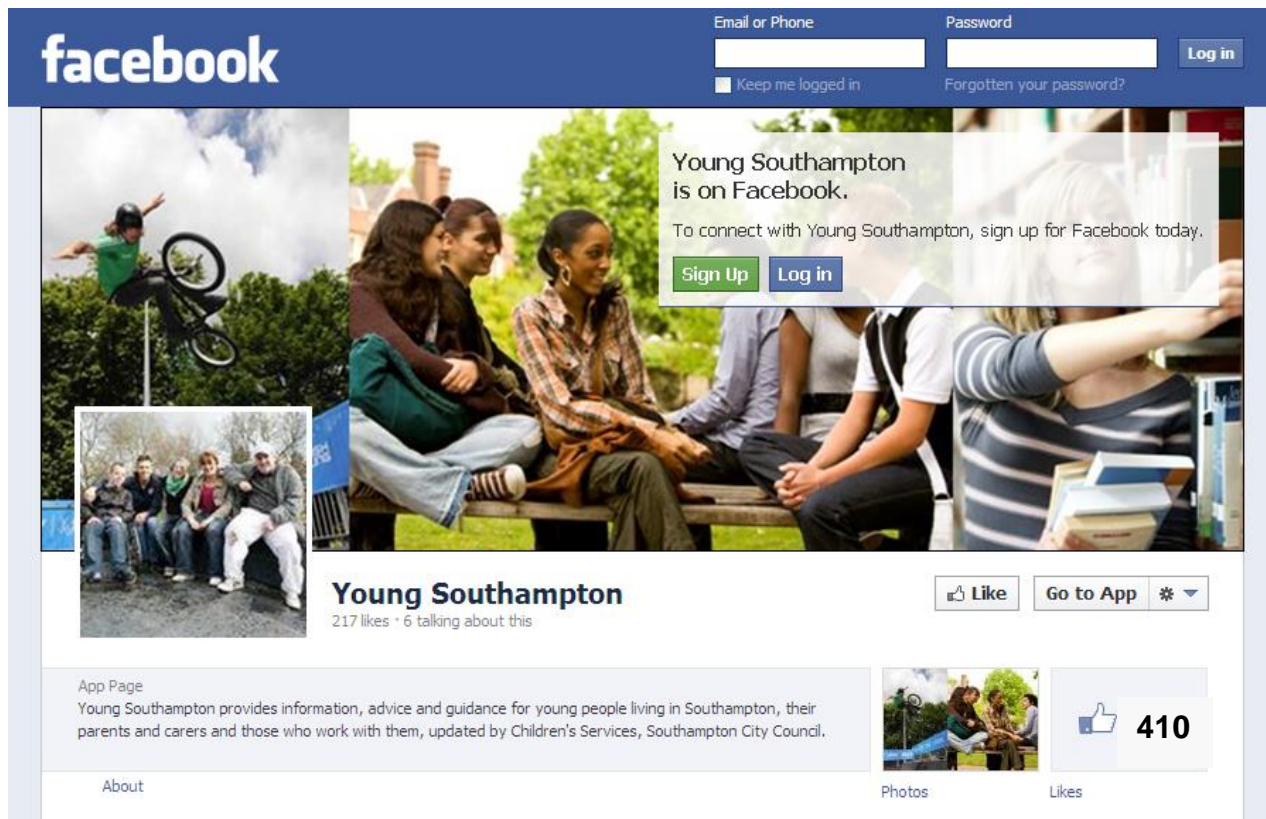 facebook
Email or Phone
Password
Log in
Keep me logged in
Forgotten your password?
Young Southampton
is on Facebook.
To connect with Young Southampton, sign up for Facebook today.
Sign Up
Log in
Young Southampton
217 likes · 6 talking about this
Like
Go to App
App Page
Young Southampton provides information, advice and guidance for young people living in Southampton, their
parents and carers and those who work with them, updated by Children's Services, Southampton City Council.
410
About
Photos
Likes